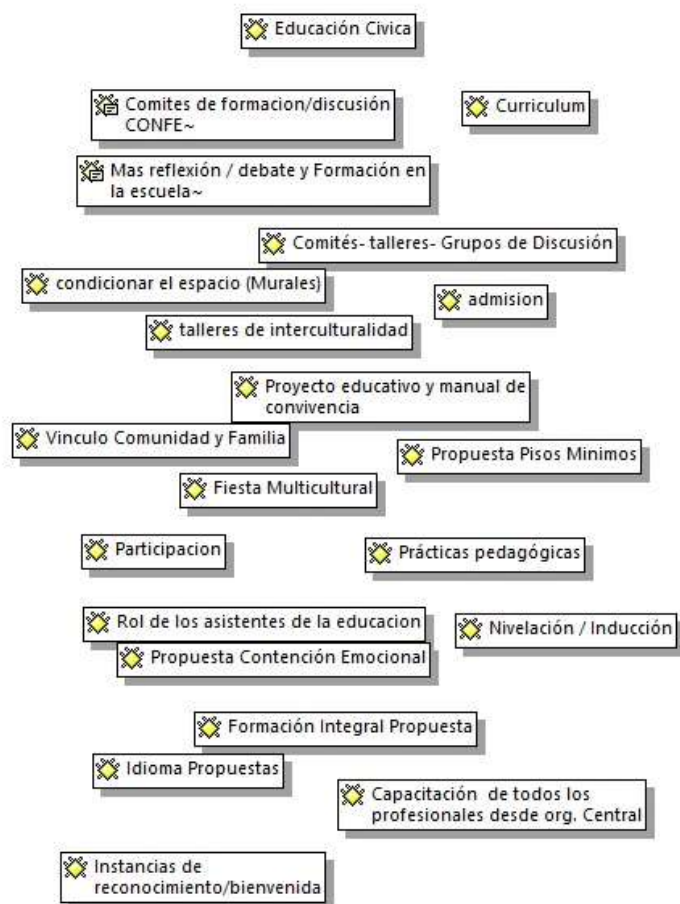 Educación Civica
Comites de formacion/discusión
CONFE~
Curriculum
Mas reflexión / debate y Formación en
la escuela~
Comités- talleres- Grupos de Discusión
condicionar el espacio (Murales)
admision
talleres de interculturalidad
Proyecto educativo y manual de
convivencia
Vinculo Comunidad y Familia
Propuesta Pisos Minimos
Fiesta Multicultural
Participacion
Prácticas pedagógicas
Rol de los asistentes de la educacion
Nivelación / Inducción
Propuesta Contención Emocional
Formación Integral Propuesta
Idioma Propuestas
Capacitación  de todos los
profesionales desde org. Central
Instancias de
reconocimiento/bienvenida